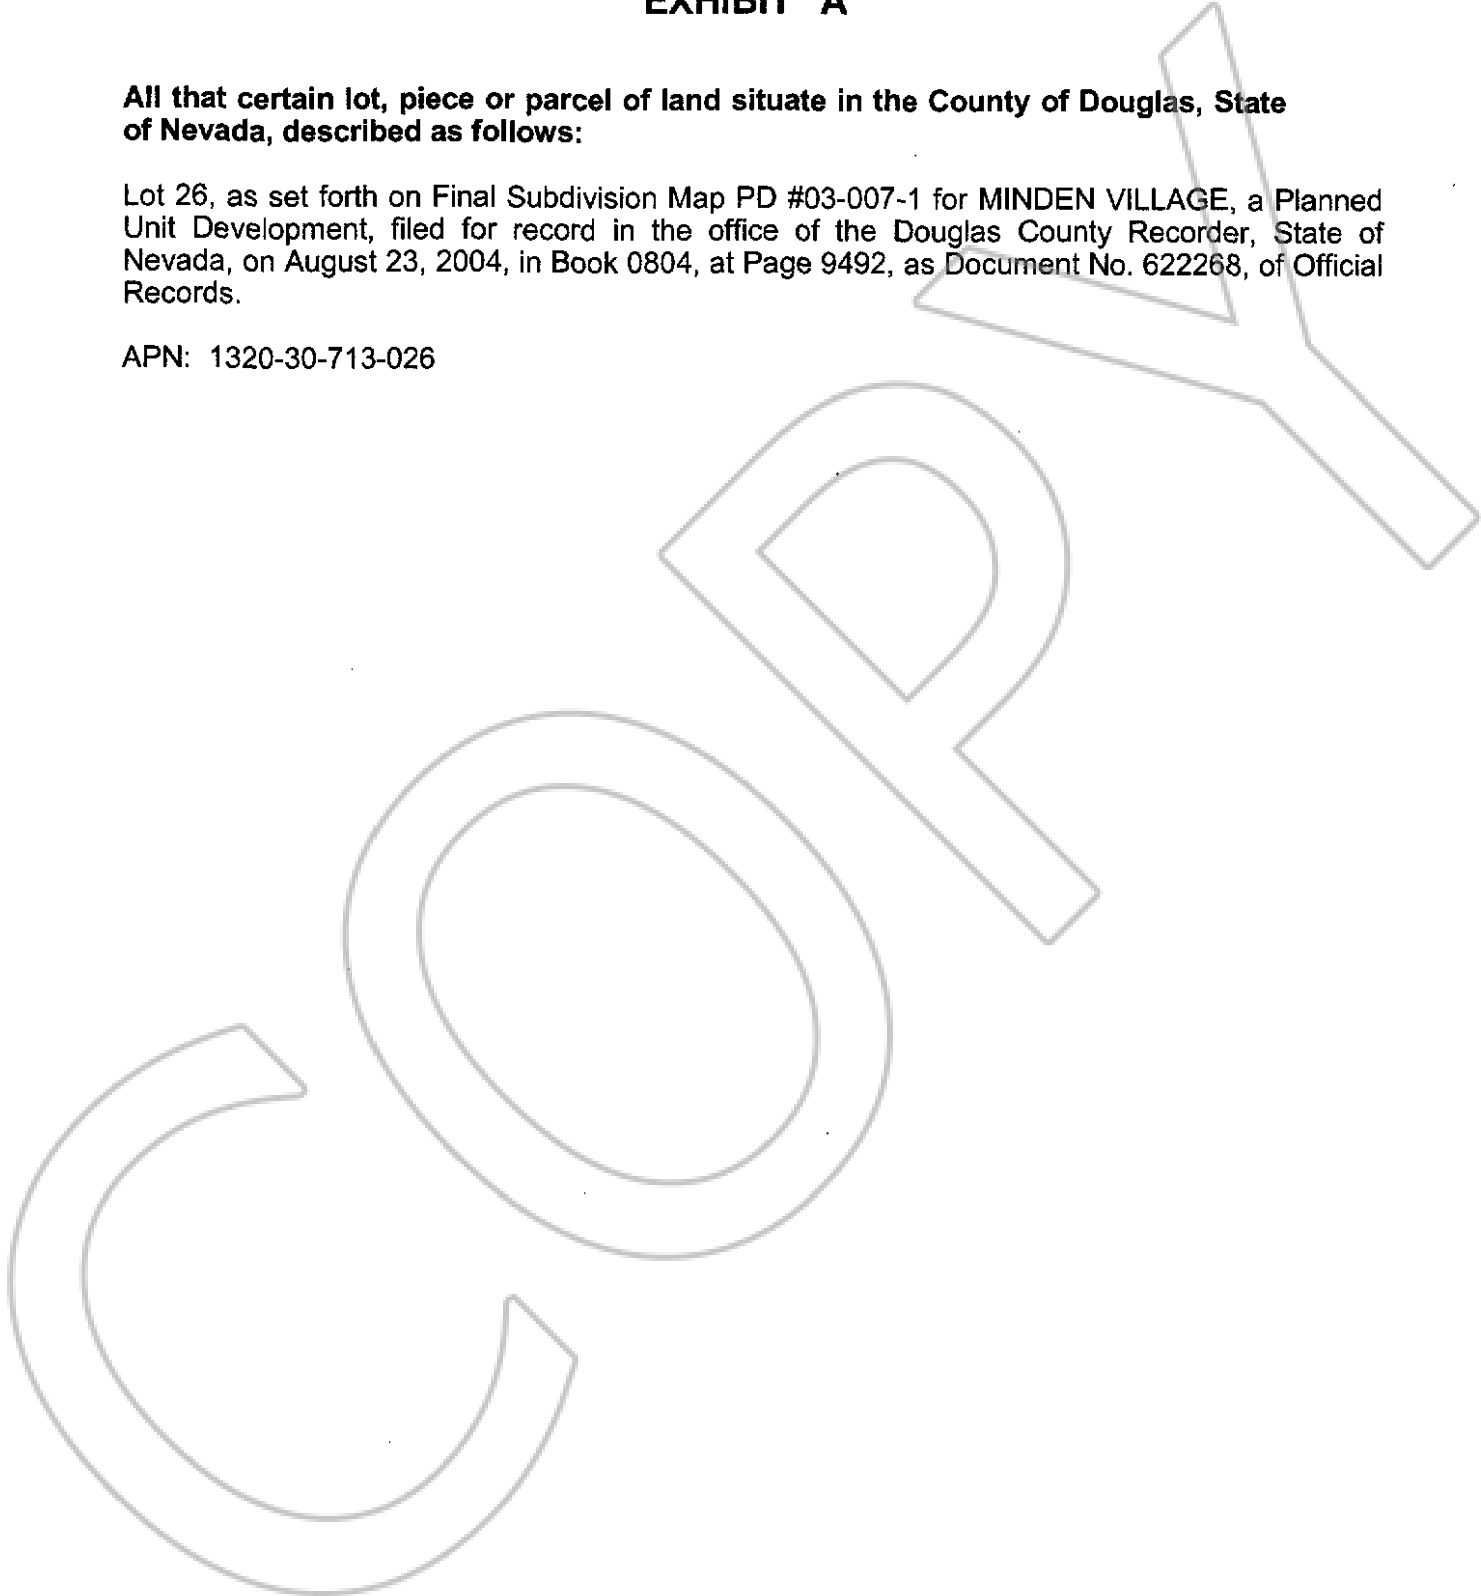 EXHIBIT "A"
All that certain lot, piece or parcel of land situate in the County of Douglas, State
of Nevada, described as follows:
Lot 26, as set forth on Final Subdivision Map PD #03-007-1 for MINDEN VILLAGE, a Planned
Unit Development, filed for record in the office of the Douglas County Recorder, State of
Nevada, on August 23, 2004, in Book 0804, at Page 9492, as Document No. 622268, of Official
Records.
APN: 1320-30-713-026
COPY